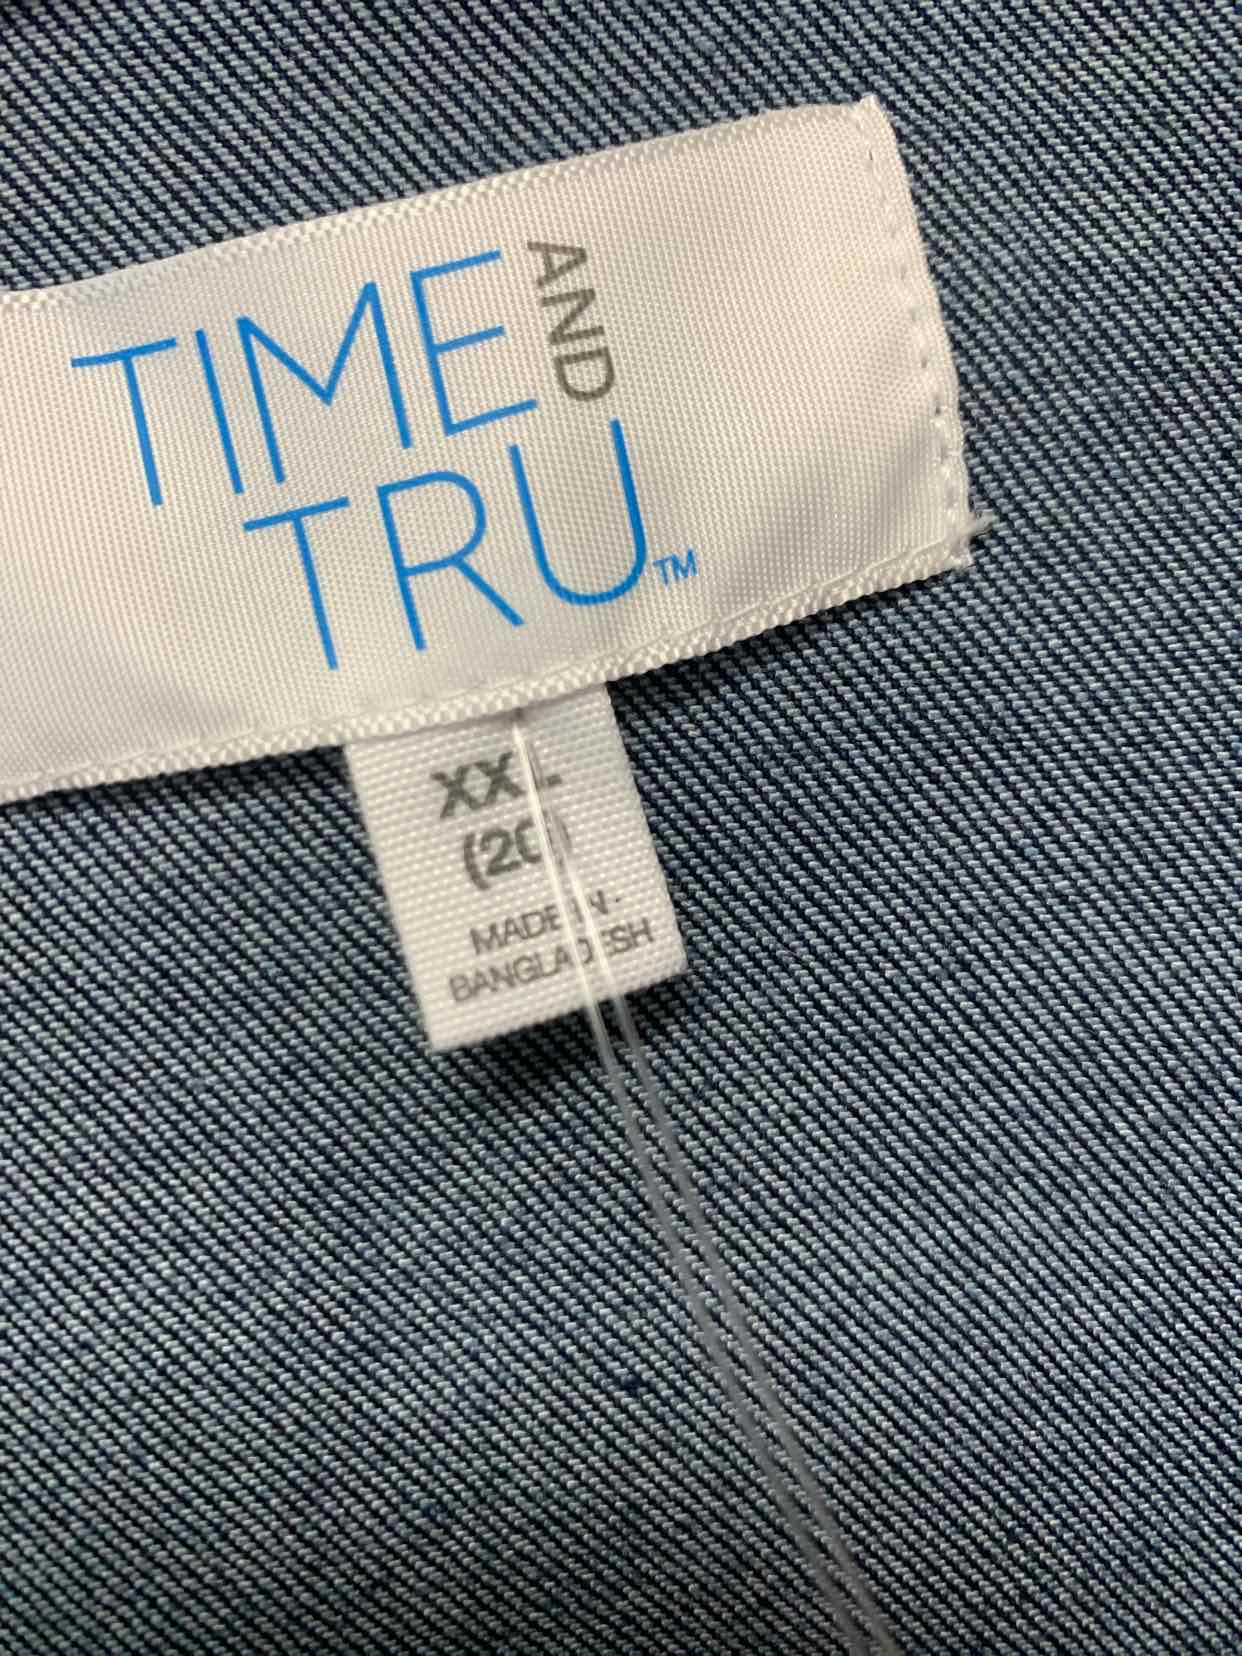 TIME AND
TRU™
XXL
(20)
MADE IN
BANGLADESH